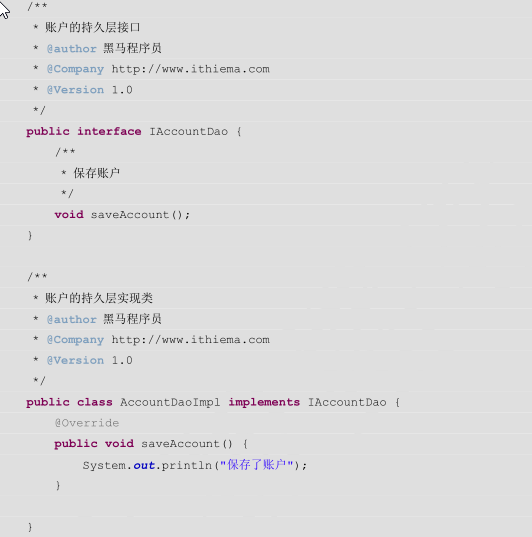 /**
 * 账户的持久层接口
 * @author 黑马程序员
 * @Company http://www.ithiema.com
 * @Version 1.0
 */
public interface IAccountDao {
    /**
     * 保存账户
     */
    void saveAccount();
}

/**
 * 账户的持久层实现类
 * @author 黑马程序员
 * @Company http://www.ithiema.com
 * @Version 1.0
 */
public class AccountDaoImpl implements IAccountDao {
    @Override
    public void saveAccount() {
        System.out.println("保存了账户");
    }

}